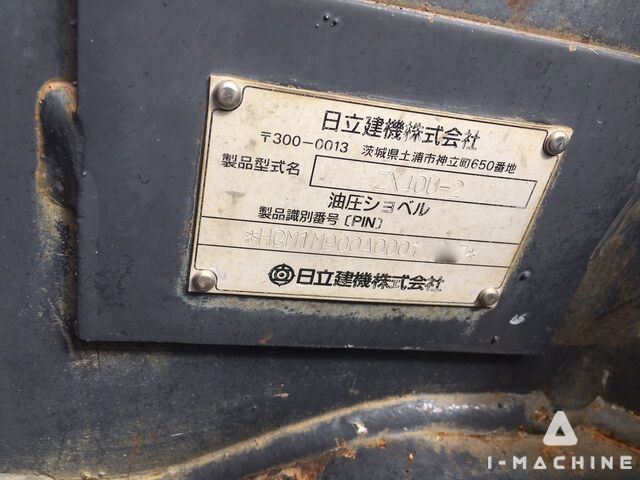 日立建機株式会社
〒300-0013 茨城県土浦市神立町650番地
製品型式名 ZX40U-2
油圧ショベル
製品識別番号〔PIN〕
*HCM1M900A0001 *
日立建機株式会社
I-MACHINE